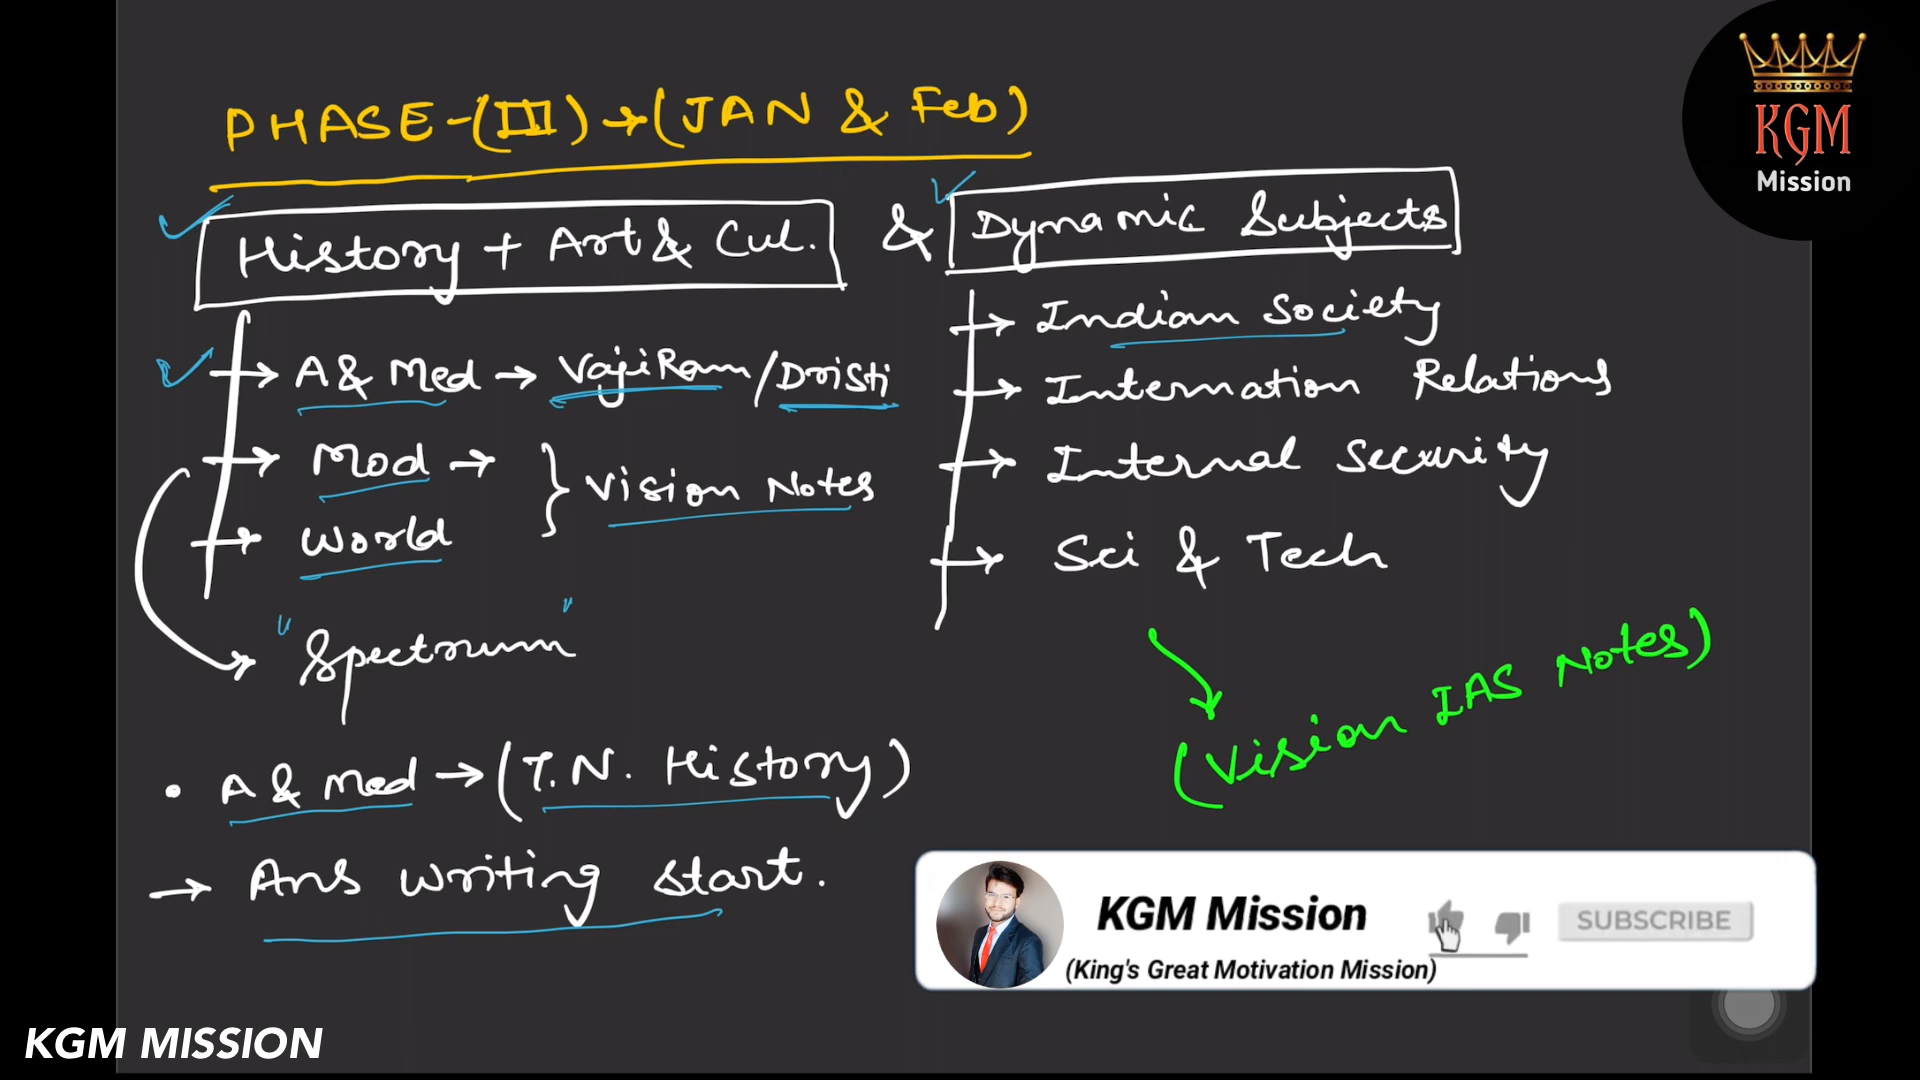 PHASE-(III)→(JAN & Feb)
History + Art & Cul. & Dynamic Subjects
→ A & Med → VajiRam/Dristi
→ Mod →
→ World
} Vision Notes
"Spectrum"
→ Indian Society
→ Internation Relations
→ Internal Security
→ Sci & Tech
(Vision IAS Notes)
• A & Med → (T.N. History)
→ Ans writing start.
KGM
Mission
KGM Mission
(King's Great Motivation Mission)
SUBSCRIBE
KGM MISSION